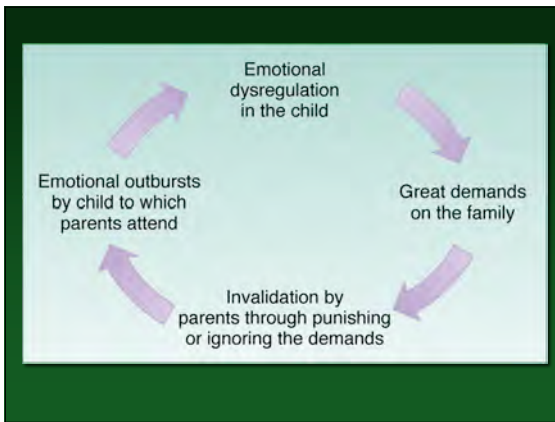 Emotional
dysregulation
in the child
Great demands
on the family
Invalidation by
parents through punishing
or ignoring the demands
Emotional outbursts
by child to which
parents attend